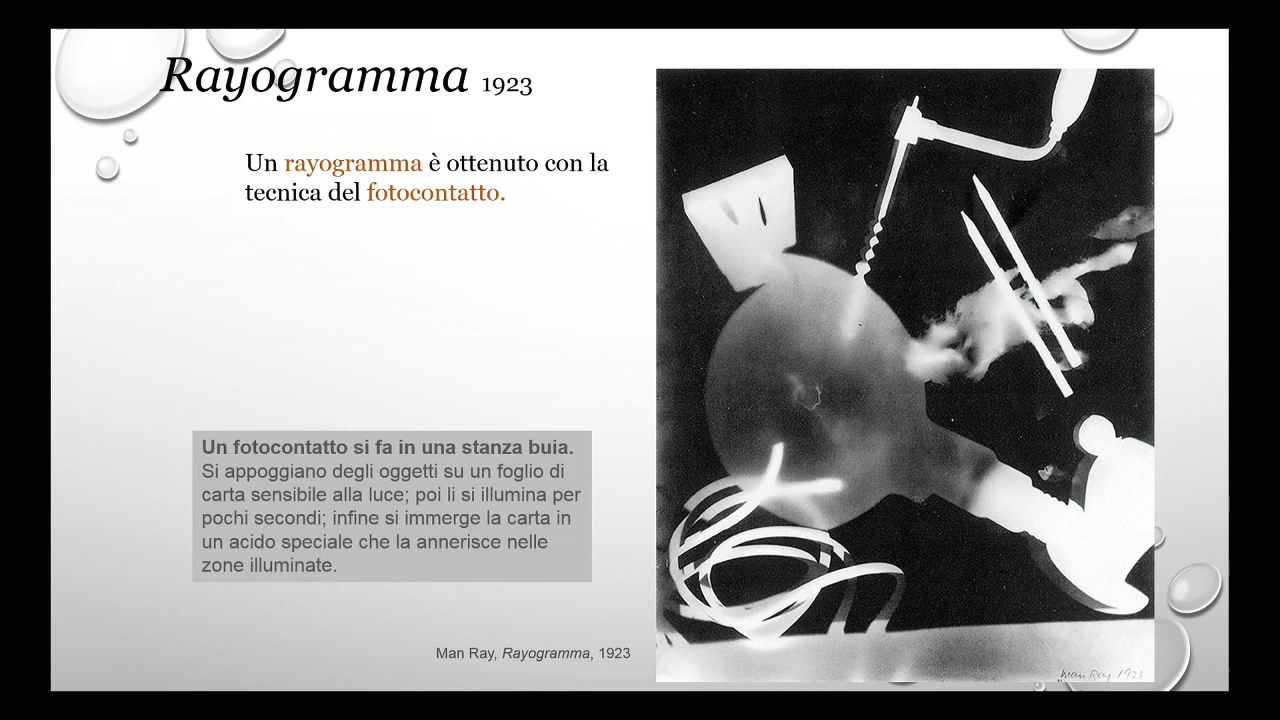 Rayogramma 1923
Un rayogramma è ottenuto con la
tecnica del fotocontatto.
Un fotocontatto si fa in una stanza buia.
Si appoggiano degli oggetti su un foglio di
carta sensibile alla luce; poi li si illumina per
pochi secondi; infine si immerge la carta in
un acido speciale che la annerisce nelle
zone illuminate.
Man Ray, Rayogramma, 1923
Man Ray 1923